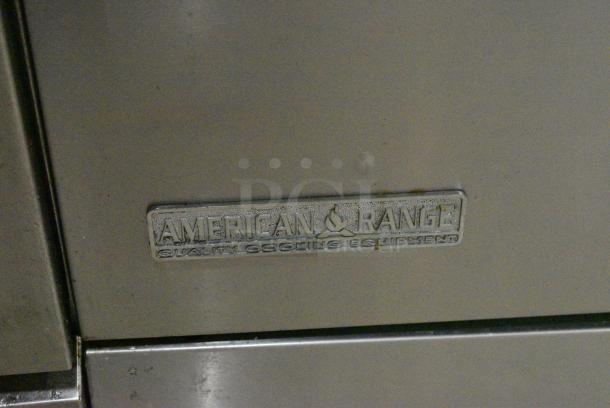 AMERICAN RANGE
QUALITY COOKING EQUIPMENT